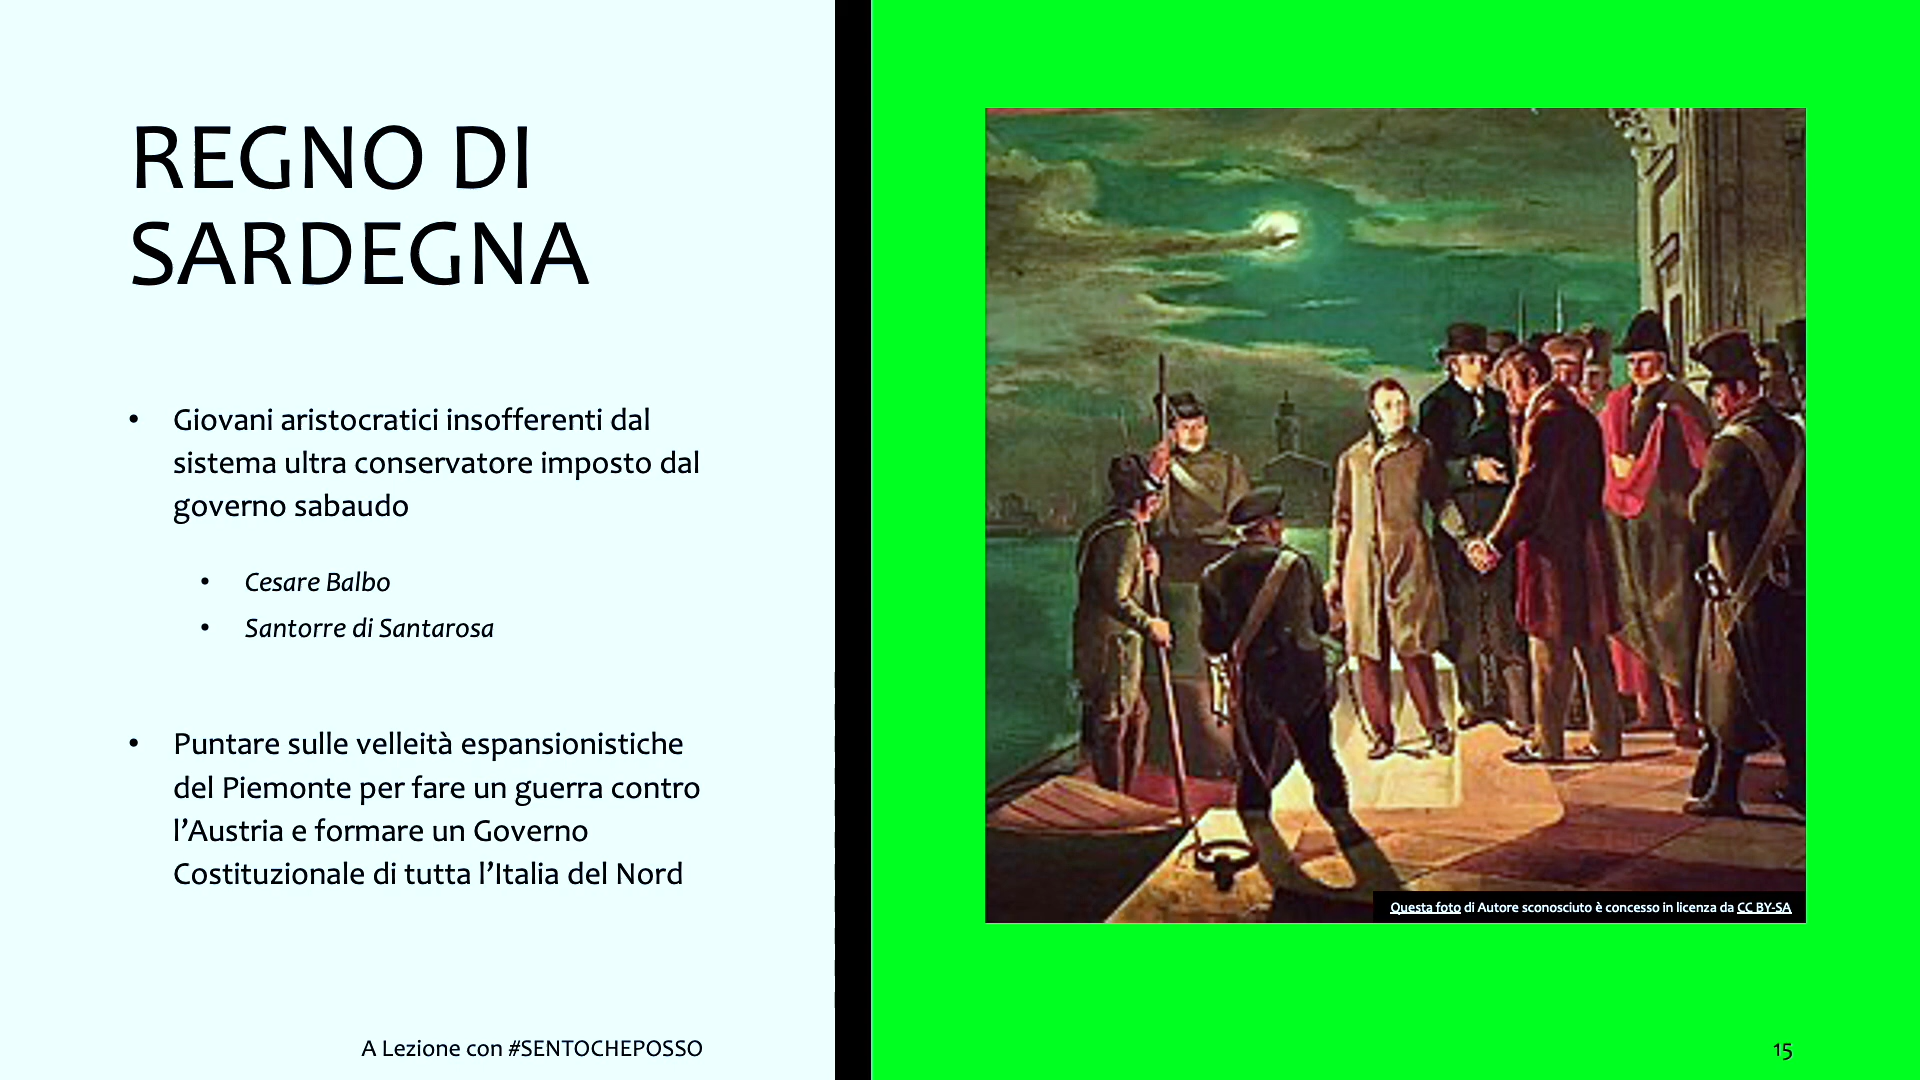 REGNO DI
SARDEGNA
• Giovani aristocratici insofferenti dal
sistema ultra conservatore imposto dal
governo sabaudo
• Cesare Balbo
• Santorre di Santarosa
• Puntare sulle velleità espansionistiche
del Piemonte per fare un guerra contro
l’Austria e formare un Governo
Costituzionale di tutta l’Italia del Nord
Questa foto di Autore sconosciuto è concesso in licenza da CC BY-SA
A Lezione con #SENTOCHEPOSSO
15